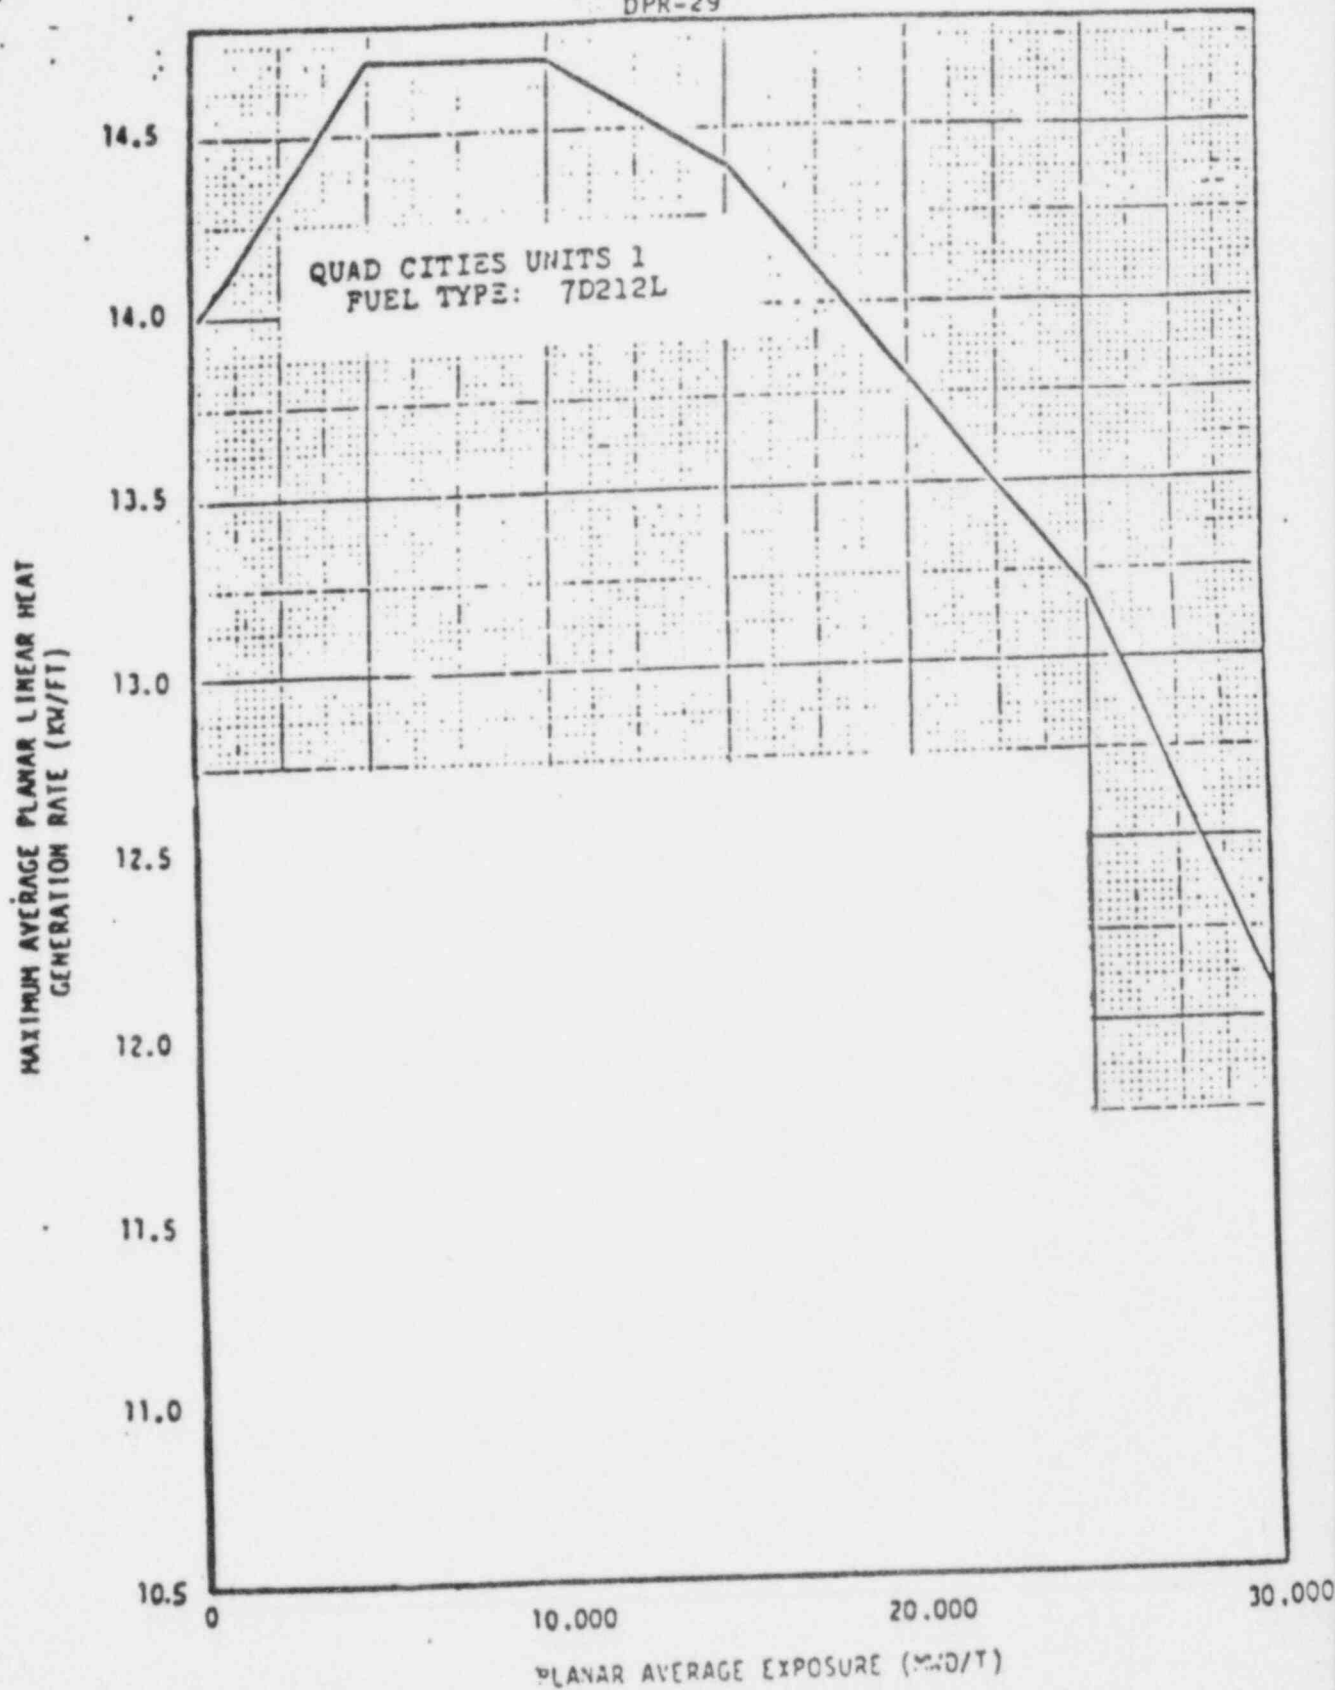 DPR-29
14.5
QUAD CITIES UNITS 1
FUEL TYPE: 7D212L
14.0
13.5
13.0
12.5
12.0
11.5
11.0
10.5
MAXIMUM AVERAGE PLANAR LINEAR HEAT
GENERATION RATE (KW/FT)
0
10.000
20.000
30.000
PLANAR AVERAGE EXPOSURE (MWD/T)